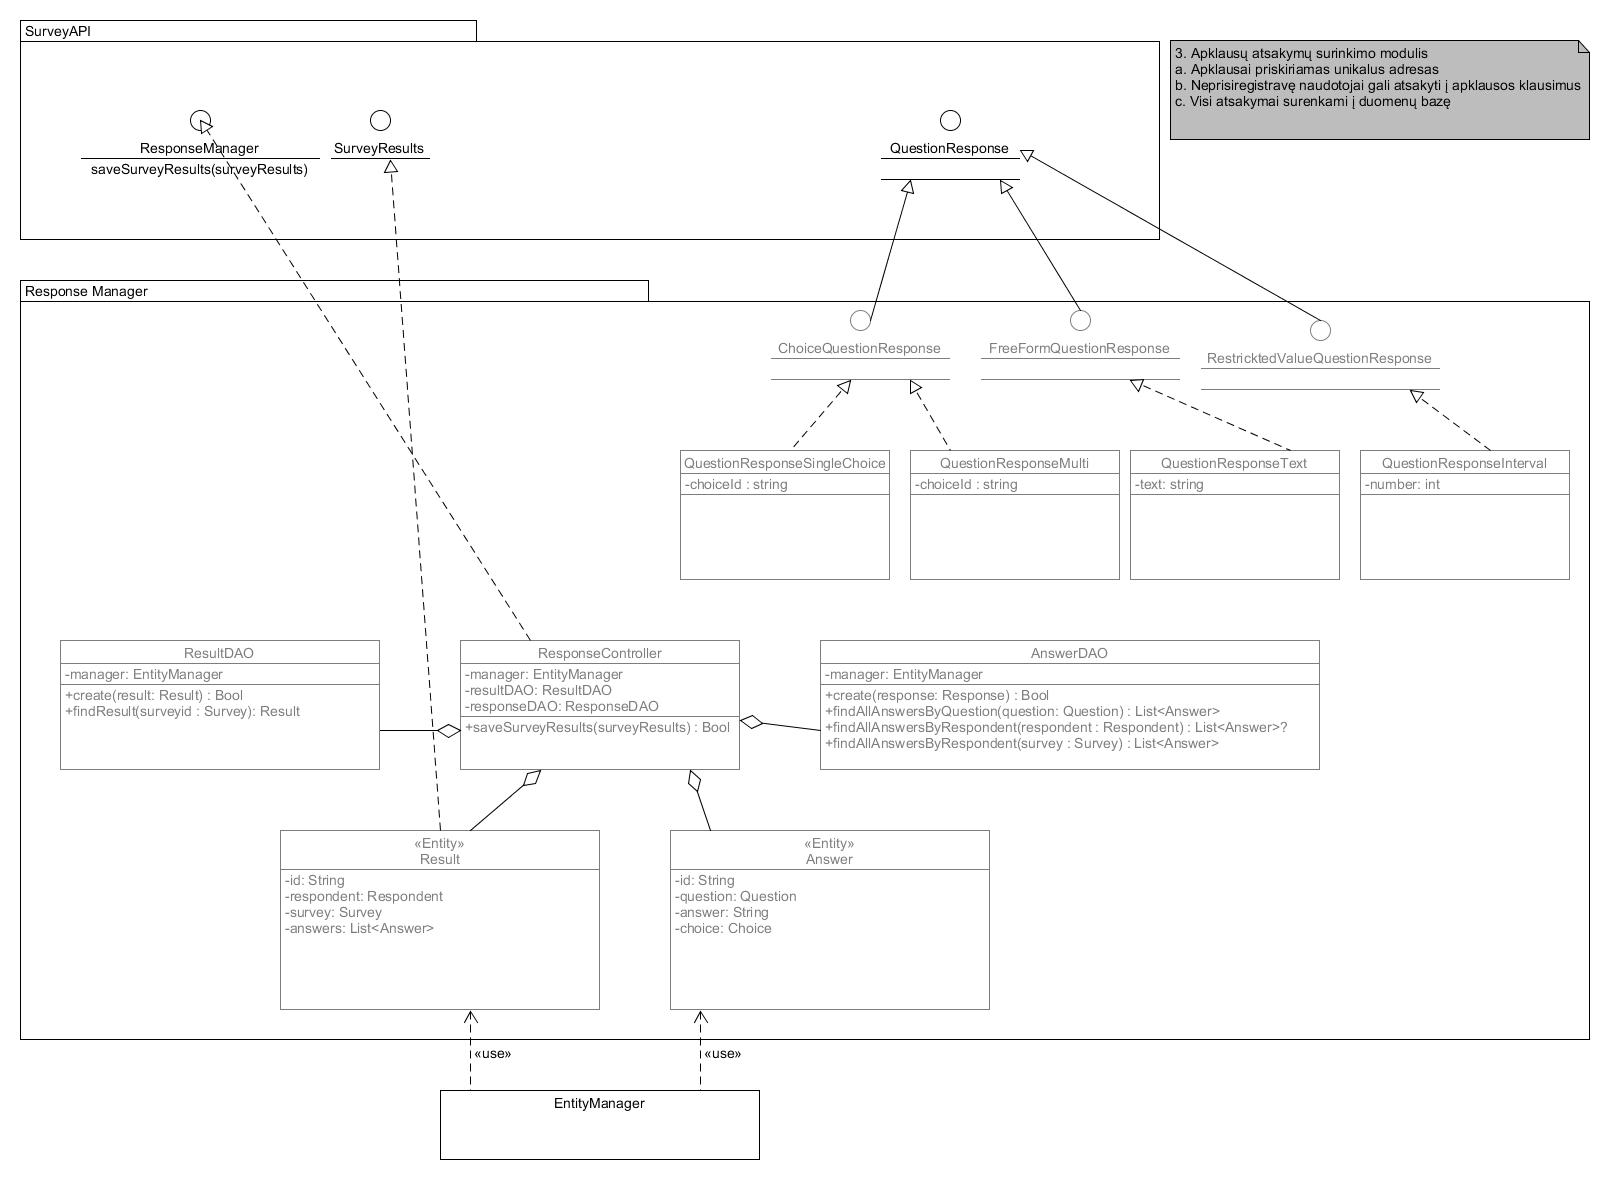 SurveyAPI
3. Apklausų atsakymų surinkimo modulis
a. Apklausai priskiriamas unikalus adresas
b. Neprisiregistravę naudotojai gali atsakyti į apklausos klausimus
c. Visi atsakymai surenkami į duomenų bazę
ResponseManager
saveSurveyResults(surveyResults)
SurveyResults
QuestionResponse
Response Manager
ChoiceQuestionResponse
FreeFormQuestionResponse
RestricktedValueQuestionResponse
QuestionResponseSingleChoice
-choiceId : string
QuestionResponseMulti
-choiceId : string
QuestionResponseText
-text: string
QuestionResponseInterval
-number: int
ResultDAO
-manager: EntityManager
+create(result: Result) : Bool
+findResult(surveyid : Survey): Result
ResponseController
-manager: EntityManager
-resultDAO: ResultDAO
-responseDAO: ResponseDAO
+saveSurveyResults(surveyResults) : Bool
AnswerDAO
-manager: EntityManager
+create(response: Response) : Bool
+findAllAnswersByQuestion(question: Question) : List<Answer>
+findAllAnswersByRespondent(respondent : Respondent) : List<Answer>?
+findAllAnswersByRespondent(survey : Survey) : List<Answer>
«Entity»
Result
-id: String
-respondent: Respondent
-survey: Survey
-answers: List<Answer>
«Entity»
Answer
-id: String
-question: Question
-answer: String
-choice: Choice
«use»
«use»
EntityManager